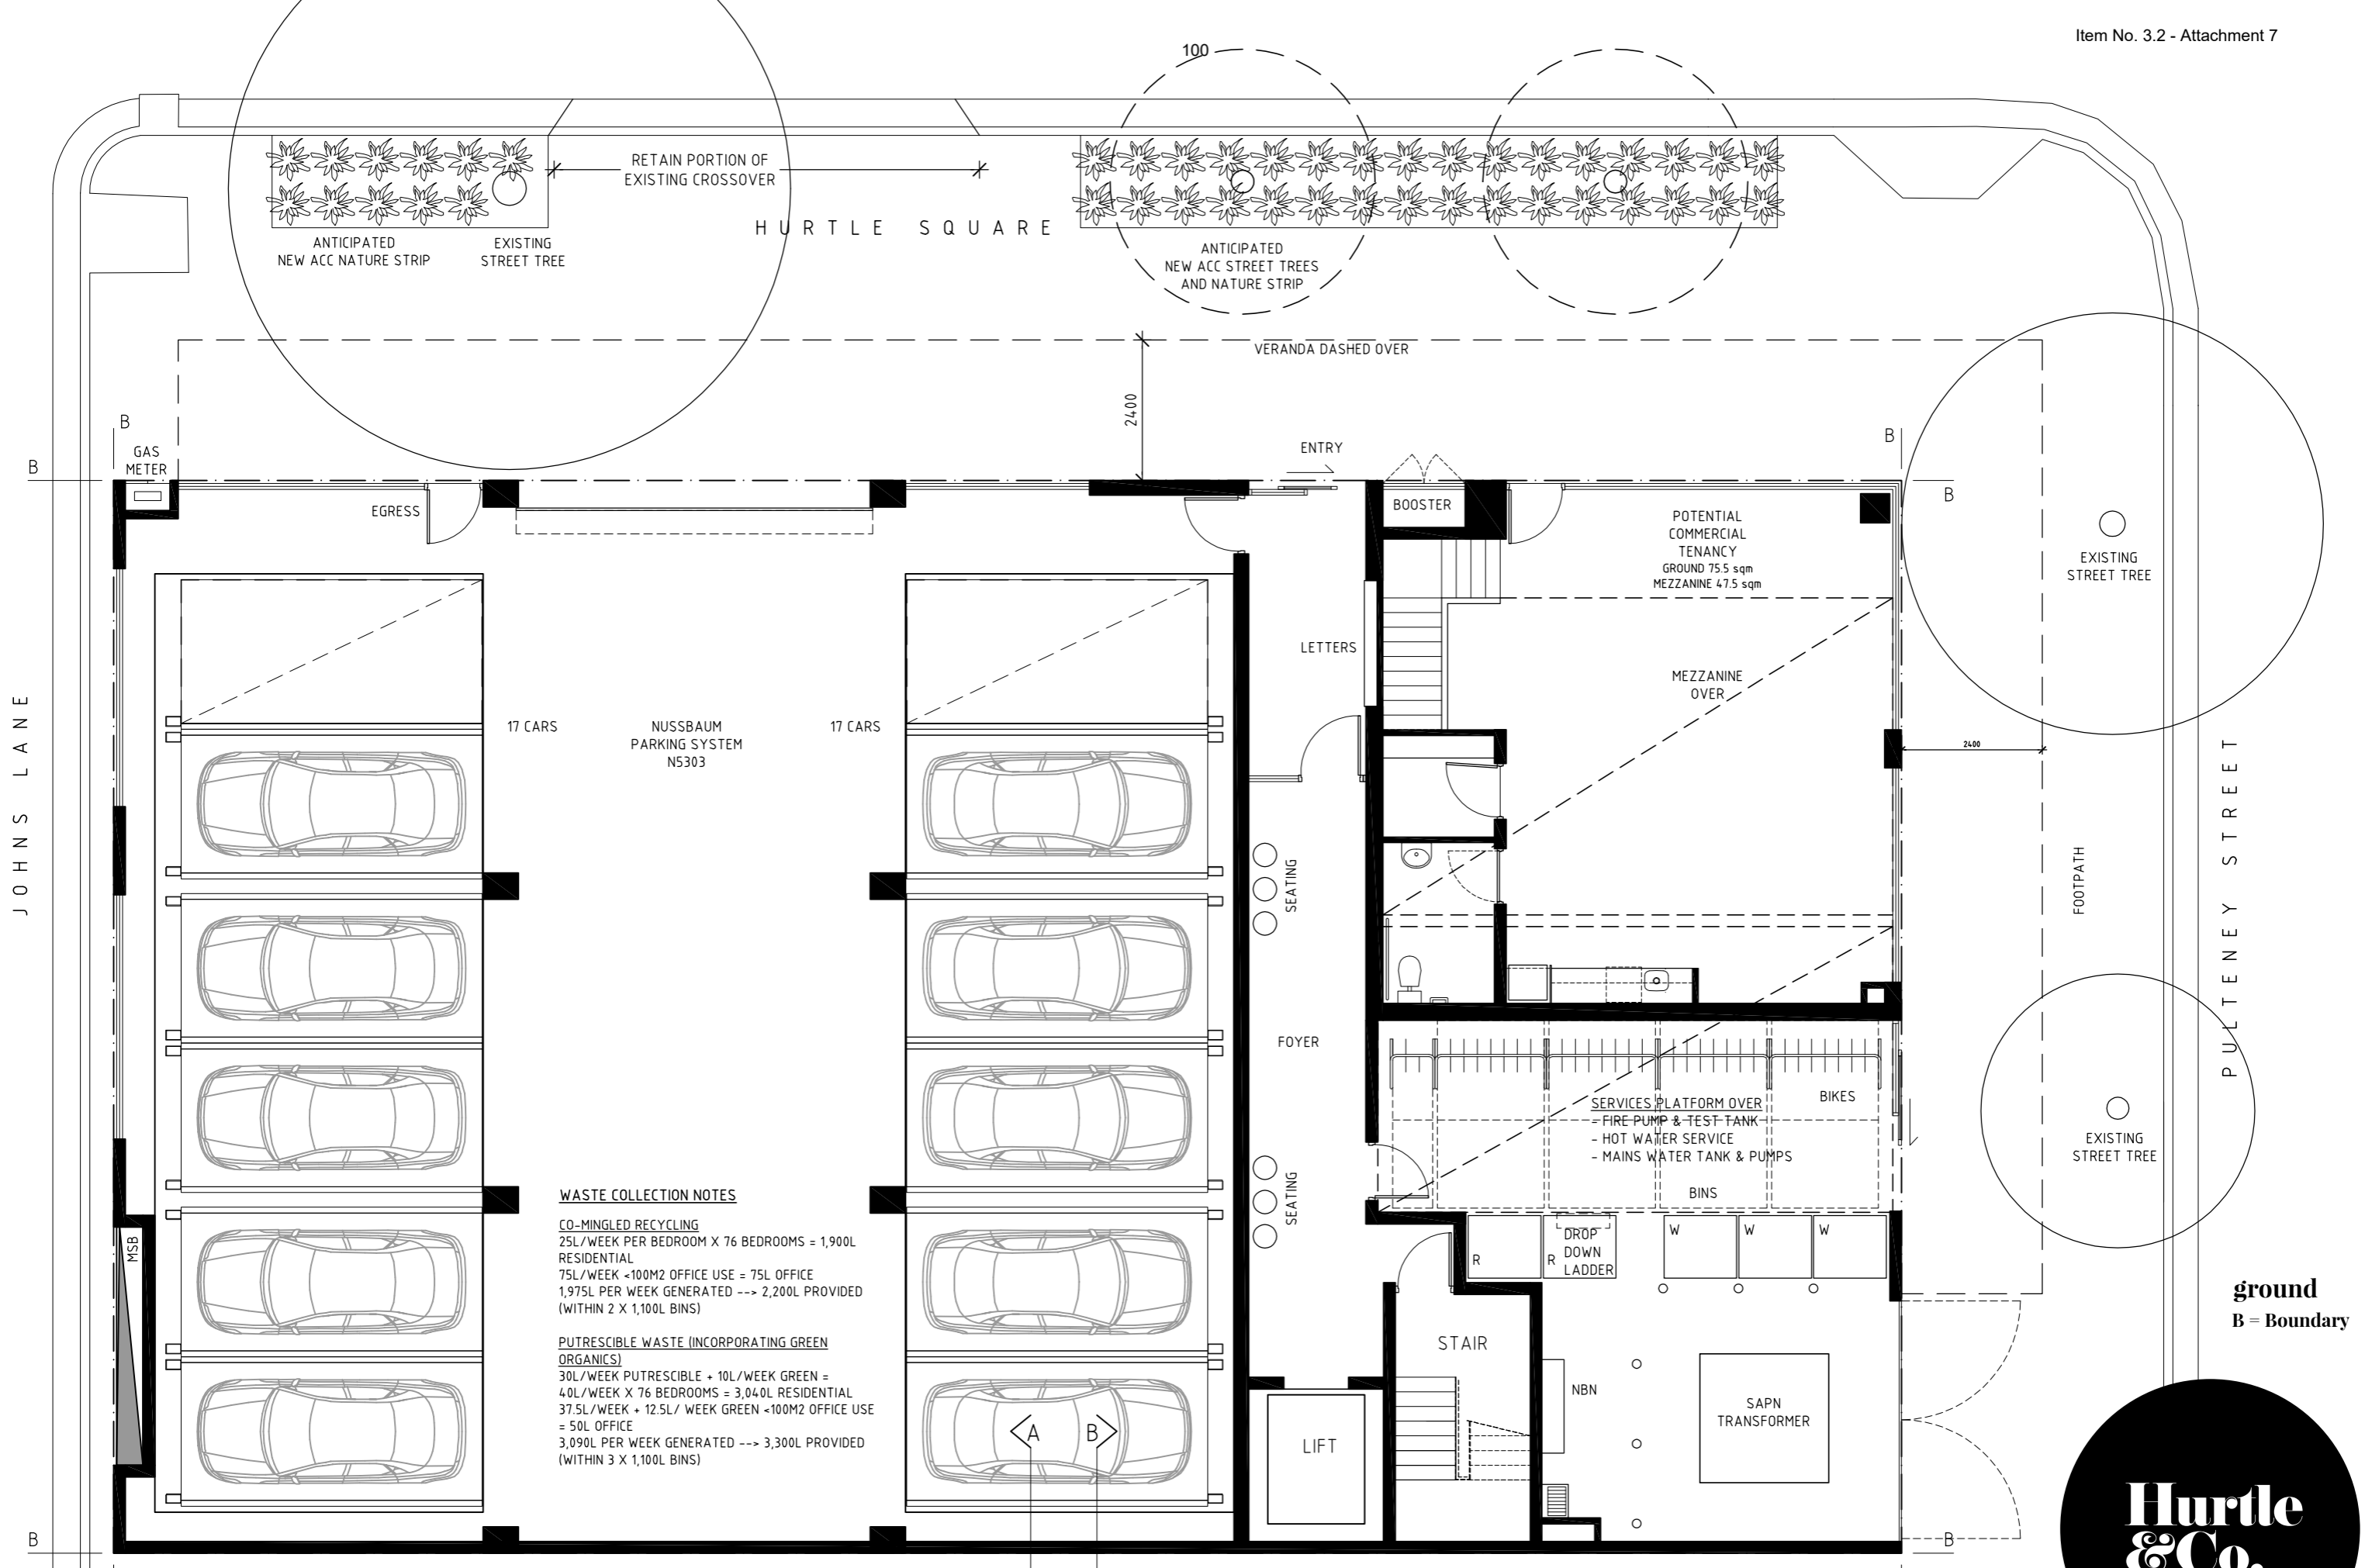 Item No. 3.2 - Attachment 7
100
RETAIN PORTION OF
EXISTING CROSSOVER
HURTLE SQUARE
ANTICIPATED
NEW ACC NATURE STRIP
EXISTING
STREET TREE
ANTICIPATED
NEW ACC STREET TREES
AND NATURE STRIP
VERANDA DASHED OVER
2400
B
B
GAS
METER
ENTRY
B
B
EGRESS
BOOSTER
POTENTIAL
COMMERCIAL
TENANCY
GROUND 75.5 sqm
MEZZANINE 47.5 sqm
EXISTING
STREET TREE
LETTERS
MEZZANINE
OVER
JOHNS LANE
17 CARS
NUSSBAUM
PARKING SYSTEM
N5303
17 CARS
2400
PULTENEY STREET
FOOTPATH
SEATING
FOYER
BIKES
SERVICES PLATFORM OVER
- FIRE PUMP & TEST TANK
- HOT WATER SERVICE
- MAINS WATER TANK & PUMPS
EXISTING
STREET TREE
SEATING
BINS
MSB
WASTE COLLECTION NOTES
CO-MINGLED RECYCLING
25L/WEEK PER BEDROOM X 76 BEDROOMS = 1,900L
RESIDENTIAL
75L/WEEK <100M2 OFFICE USE = 75L OFFICE
1,975L PER WEEK GENERATED --> 2,200L PROVIDED
(WITHIN 2 X 1,100L BINS)
PUTRESCIBLE WASTE (INCORPORATING GREEN
ORGANICS)
30L/WEEK PUTRESCIBLE + 10L/WEEK GREEN =
40L/WEEK X 76 BEDROOMS = 3,040L RESIDENTIAL
37.5L/WEEK + 12.5L/ WEEK GREEN <100M2 OFFICE USE
= 50L OFFICE
3,090L PER WEEK GENERATED --> 3,300L PROVIDED
(WITHIN 3 X 1,100L BINS)
R
R
DROP
DOWN
LADDER
W
W
W
ground
B = Boundary
STAIR
NBN
SAPN
TRANSFORMER
A
B
LIFT
B
B
Hurtle
&Co.